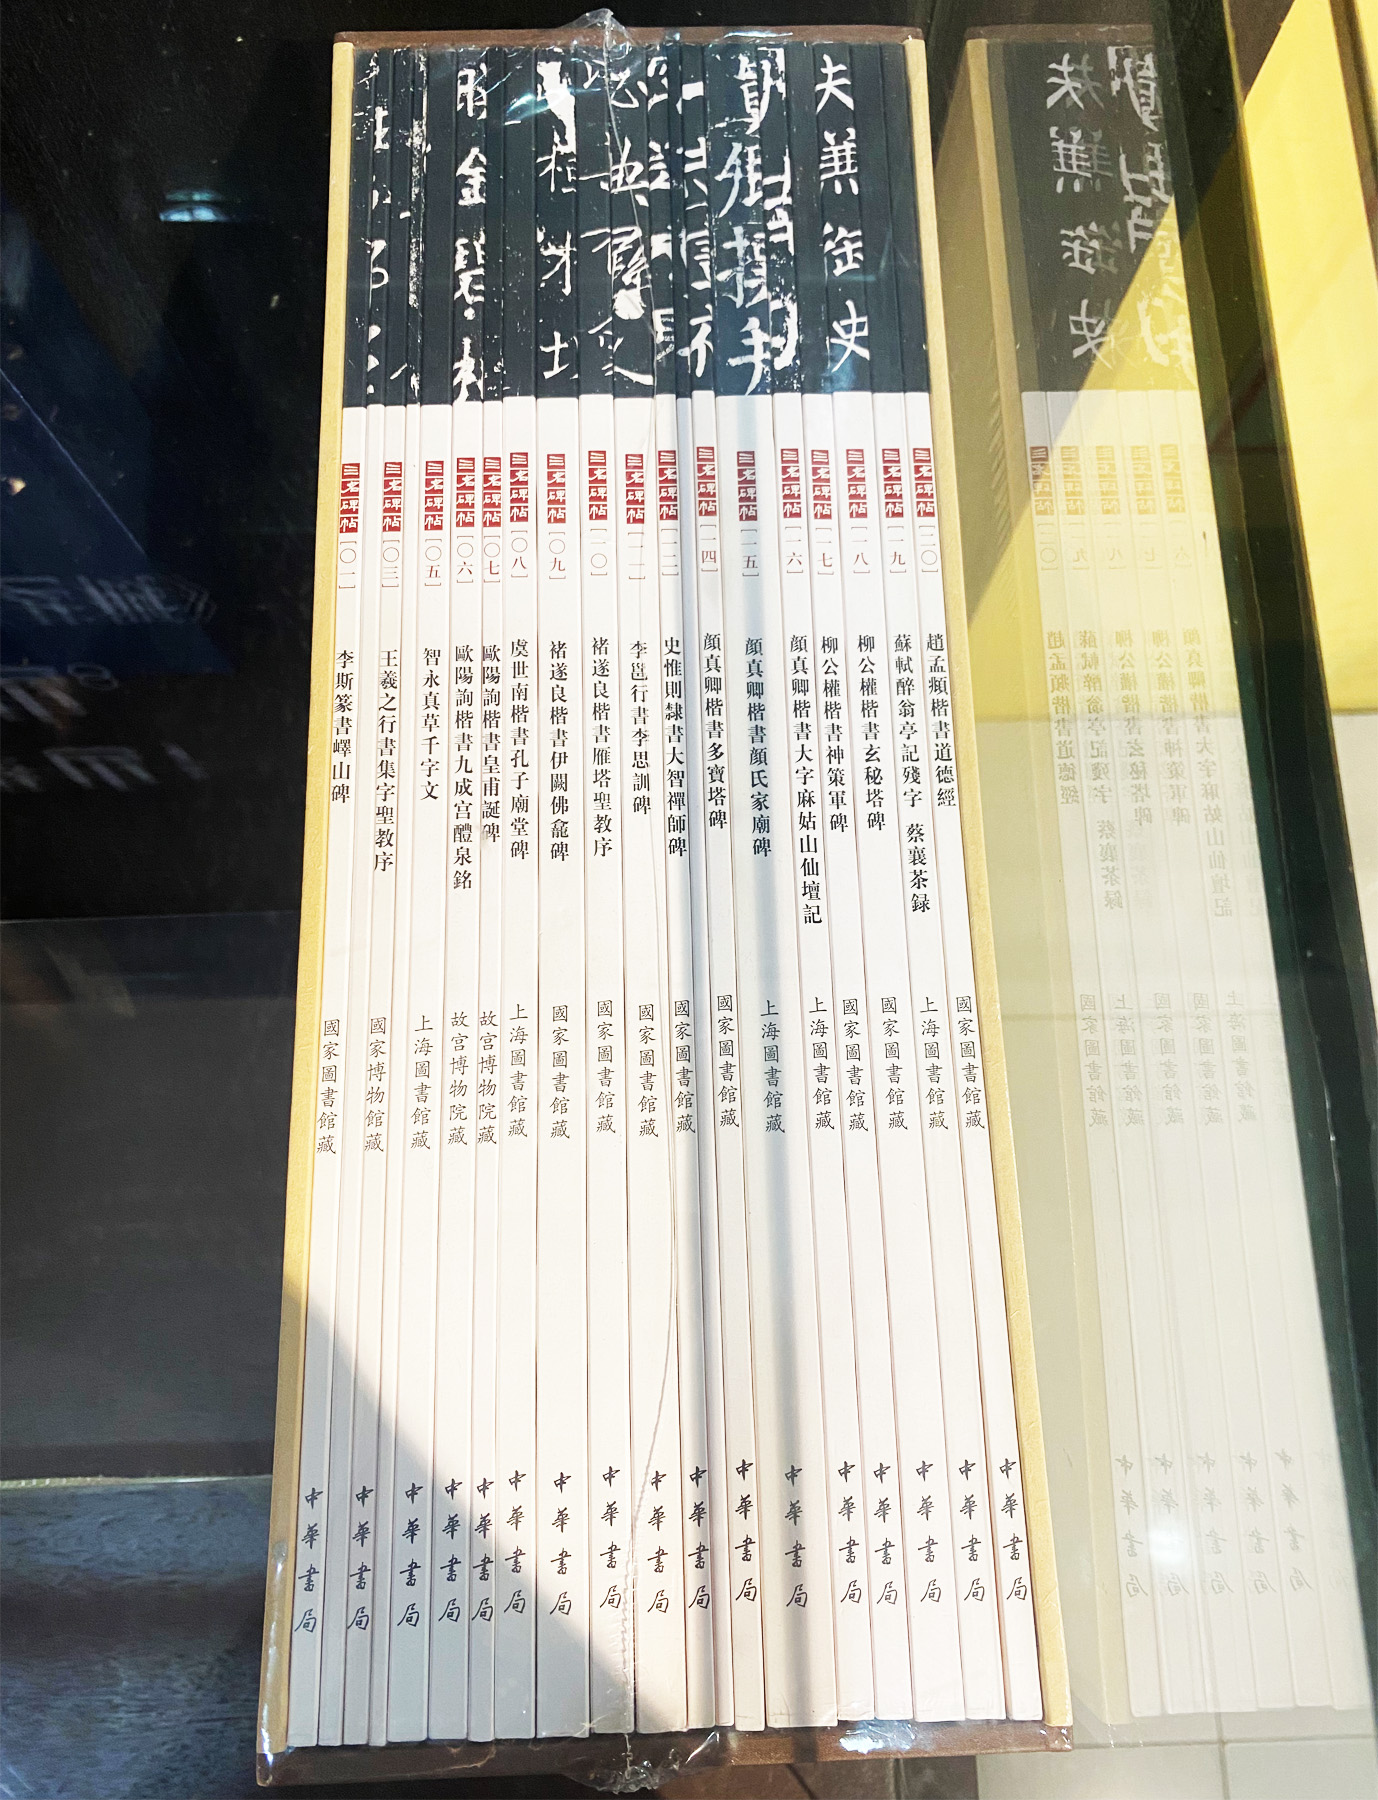 三名碑帖[〇一] 李斯篆書嶧山碑 國家圖書館藏 中華書局
三名碑帖[〇三] 王羲之行書集字聖教序 國家博物館藏 中華書局
三名碑帖[〇五] 智永真草千字文 上海圖書館藏 中華書局
三名碑帖[〇六] 歐陽詢楷書九成宮醴泉銘 故宮博物院藏 中華書局
三名碑帖[〇七] 歐陽詢楷書皇甫誕碑 故宮博物院藏 中華書局
三名碑帖[〇八] 虞世南楷書孔子廟堂碑 上海圖書館藏 中華書局
三名碑帖[〇九] 褚遂良楷書伊闕佛龕碑 國家圖書館藏 中華書局
三名碑帖[一〇] 褚遂良楷書雁塔聖教序 國家圖書館藏 中華書局
三名碑帖[一一] 李邕行書李思訓碑 國家圖書館藏 中華書局
三名碑帖[一二] 史惟則隸書大智禪師碑 國家圖書館藏 中華書局
三名碑帖[一四] 顔真卿楷書多寶塔碑 國家圖書館藏 中華書局
三名碑帖[一五] 顔真卿楷書顔氏家廟碑 上海圖書館藏 中華書局
三名碑帖[一六] 顔真卿楷書大字麻姑山仙壇記 上海圖書館藏 中華書局
三名碑帖[一七] 柳公權楷書神策軍碑 國家圖書館藏 中華書局
三名碑帖[一八] 柳公權楷書玄秘塔碑 國家圖書館藏 中華書局
三名碑帖[一九] 蘇軾醉翁亭記殘字 蔡襄茶録 上海圖書館藏 中華書局
三名碑帖[二〇] 趙孟頫楷書道德經 國家圖書館藏 中華書局